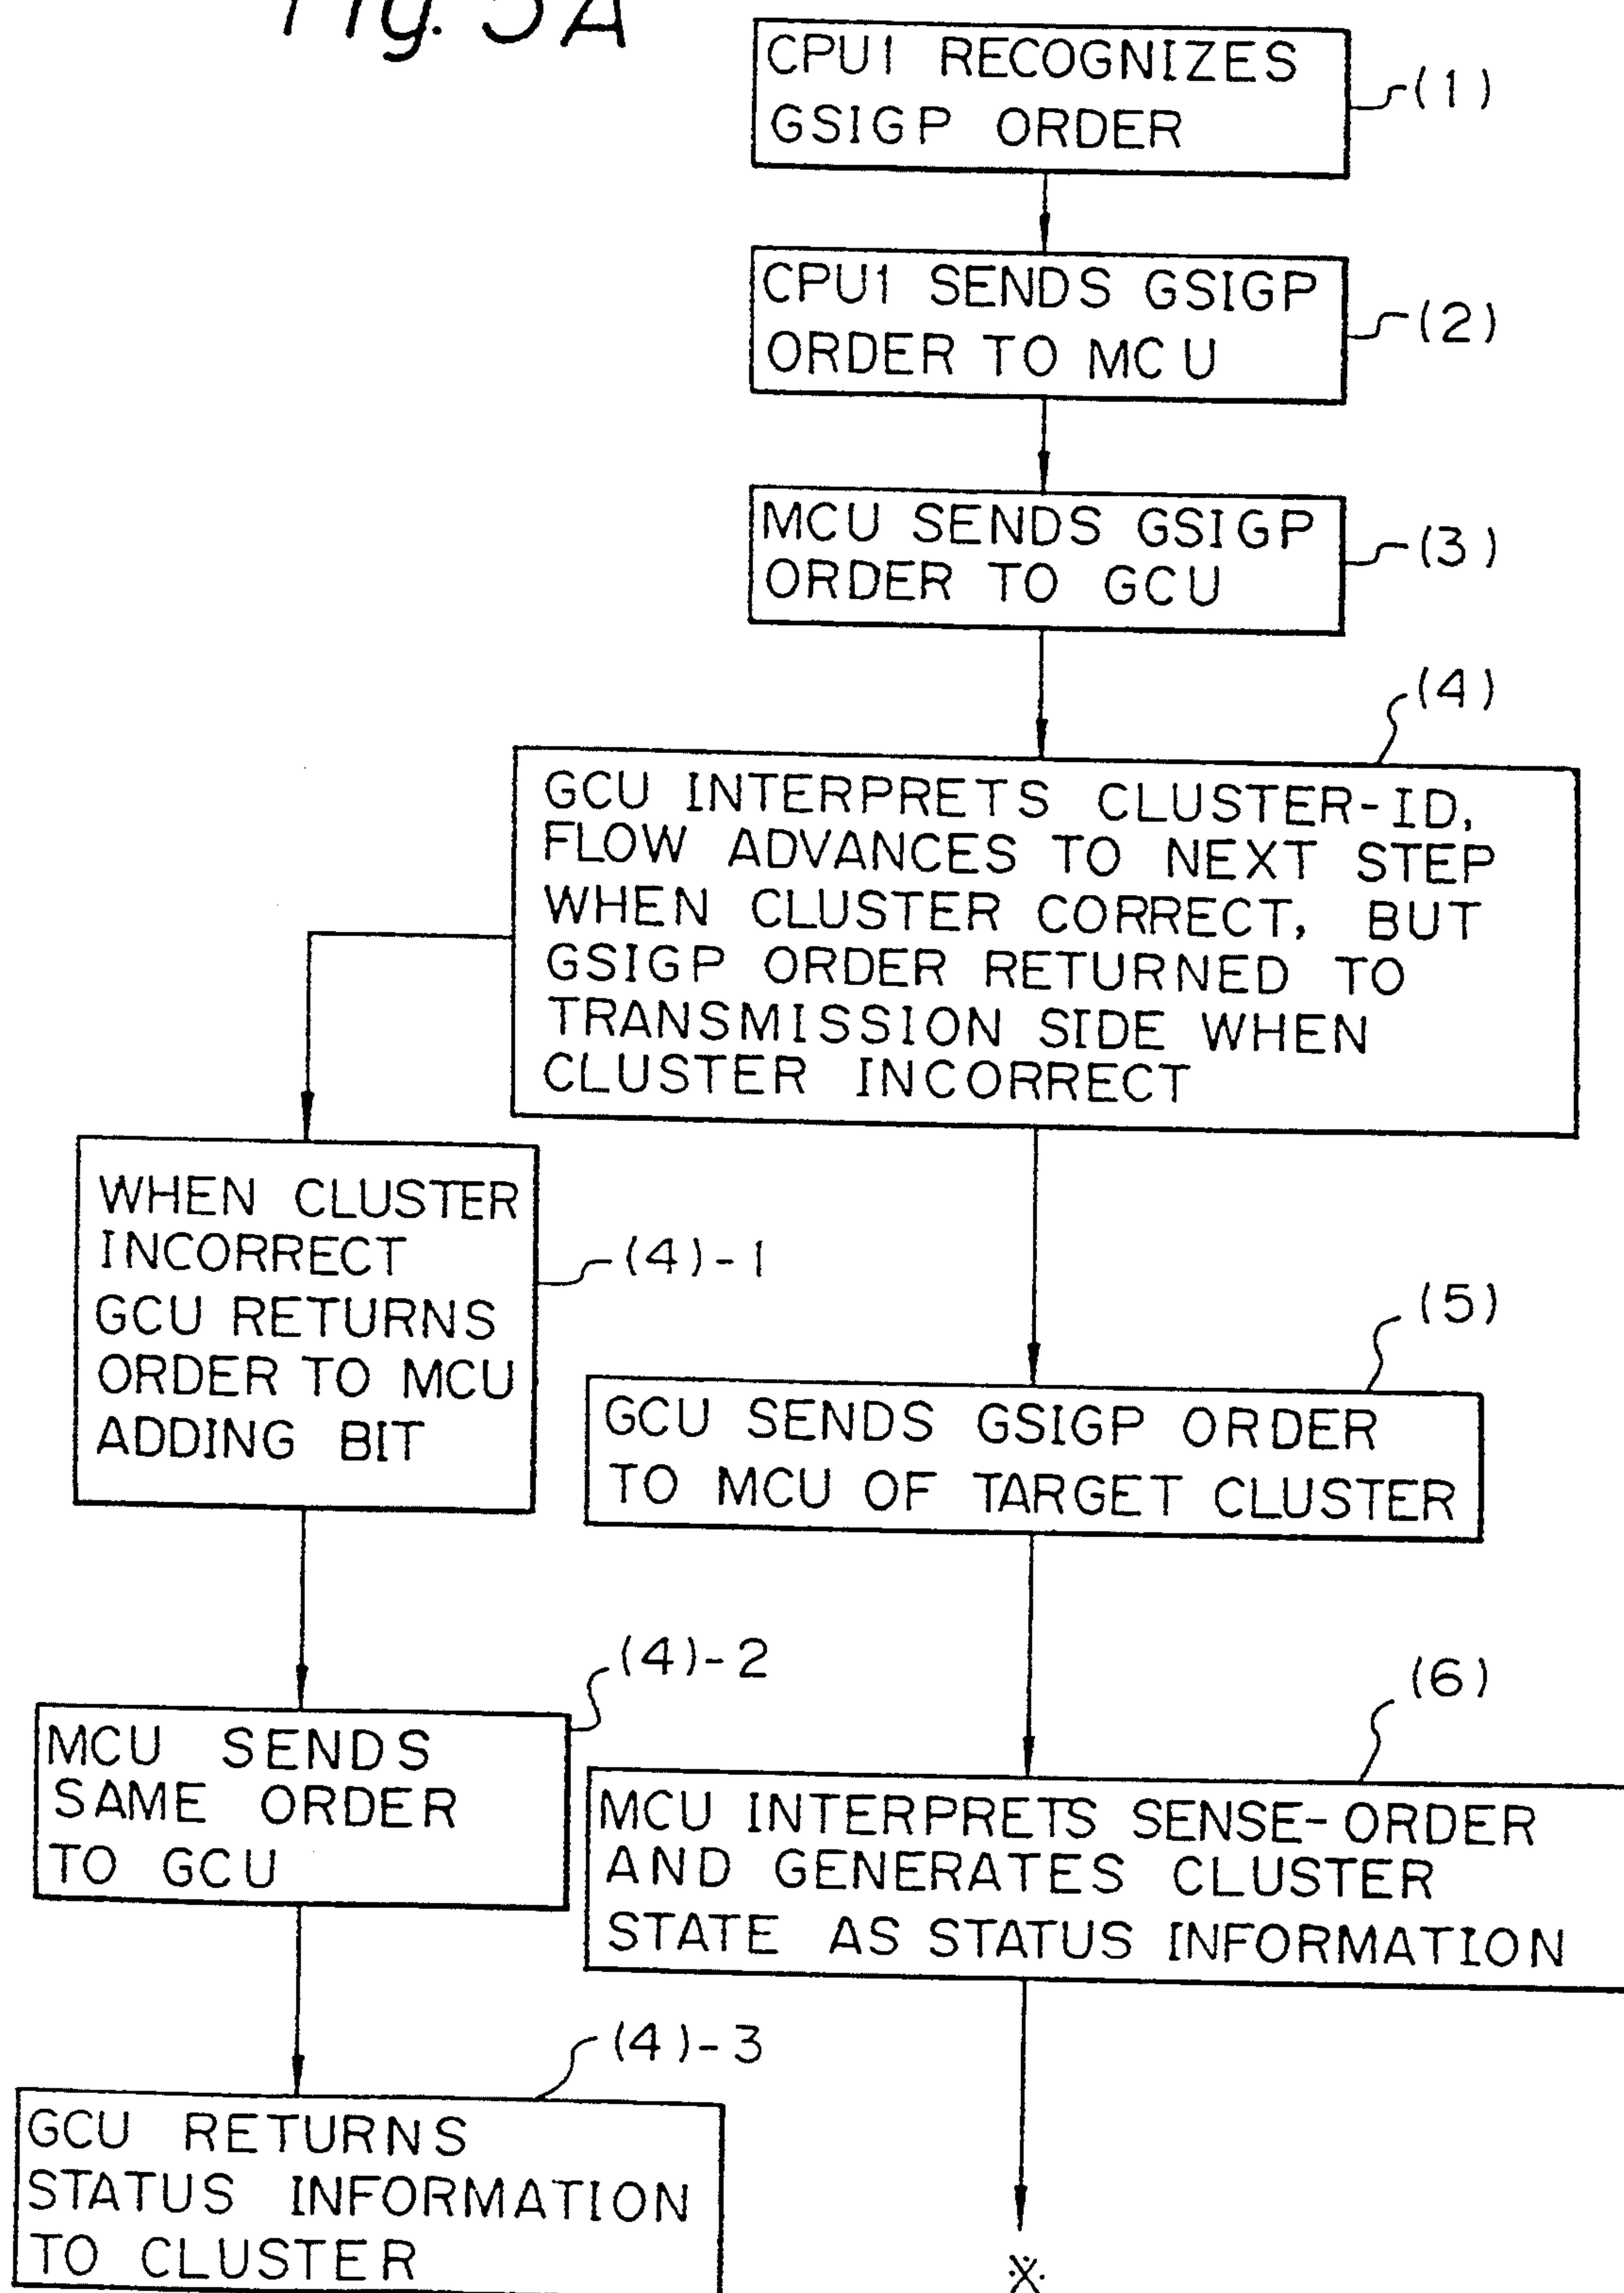 Fig. 5A
CPU1 RECOGNIZES
GSIGP ORDER
(1)
CPU1 SENDS GSIGP
ORDER TO MCU
(2)
MCU SENDS GSIGP
ORDER TO GCU
(3)
(4)
GCU INTERPRETS CLUSTER-ID,
FLOW ADVANCES TO NEXT STEP
WHEN CLUSTER CORRECT, BUT
GSIGP ORDER RETURNED TO
TRANSMISSION SIDE WHEN
CLUSTER INCORRECT
WHEN CLUSTER
INCORRECT
GCU RETURNS
ORDER TO MCU
ADDING BIT
(4)-1
(5)
GCU SENDS GSIGP ORDER
TO MCU OF TARGET CLUSTER
(4)-2
MCU SENDS
SAME ORDER
TO GCU
(6)
MCU INTERPRETS SENSE-ORDER
AND GENERATES CLUSTER
STATE AS STATUS INFORMATION
(4)-3
GCU RETURNS
STATUS INFORMATION
TO CLUSTER
※